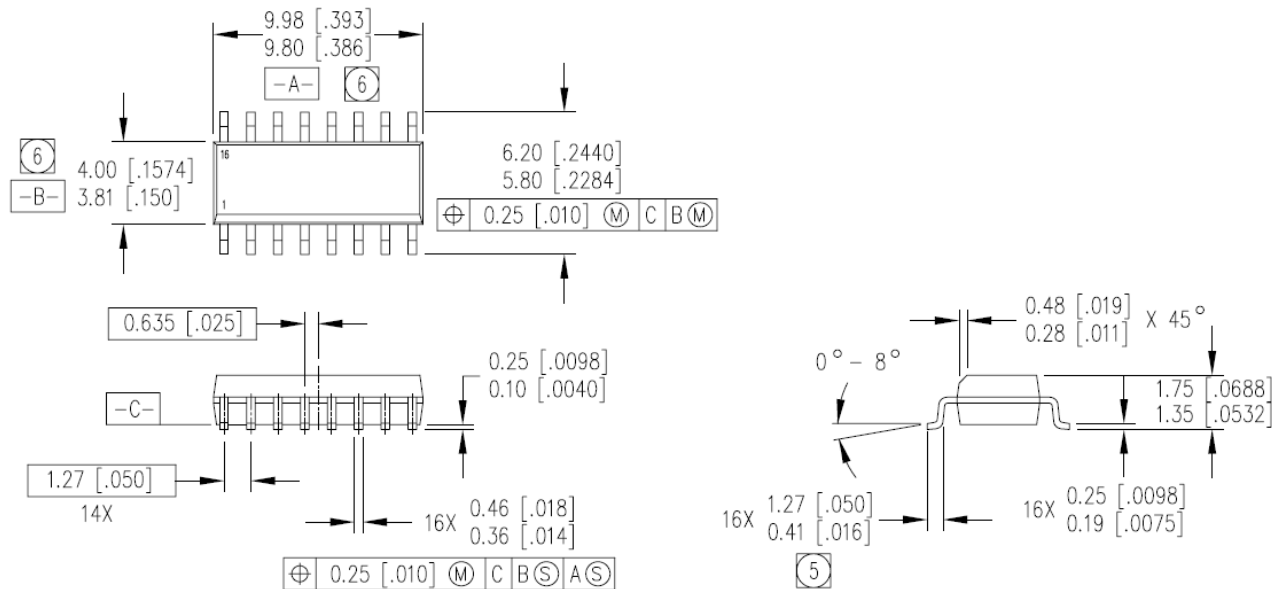 9.98 [.393]
9.80 [.386]
-A- 6
6
4.00 [.1574]
3.81 [.150]
-B-
16
1
6.20 [.2440]
5.80 [.2284]
⌖ 0.25 [.010] Ⓜ C B Ⓜ
0.635 [.025]
0.25 [.0098]
0.10 [.0040]
-C-
1.27 [.050]
14X
16X 0.46 [.018]
0.36 [.014]
⌖ 0.25 [.010] Ⓜ C B Ⓢ A Ⓢ
0.48 [.019]
0.28 [.011] X 45°
0° - 8°
1.75 [.0688]
1.35 [.0532]
16X 1.27 [.050]
0.41 [.016]
5
16X 0.25 [.0098]
0.19 [.0075]